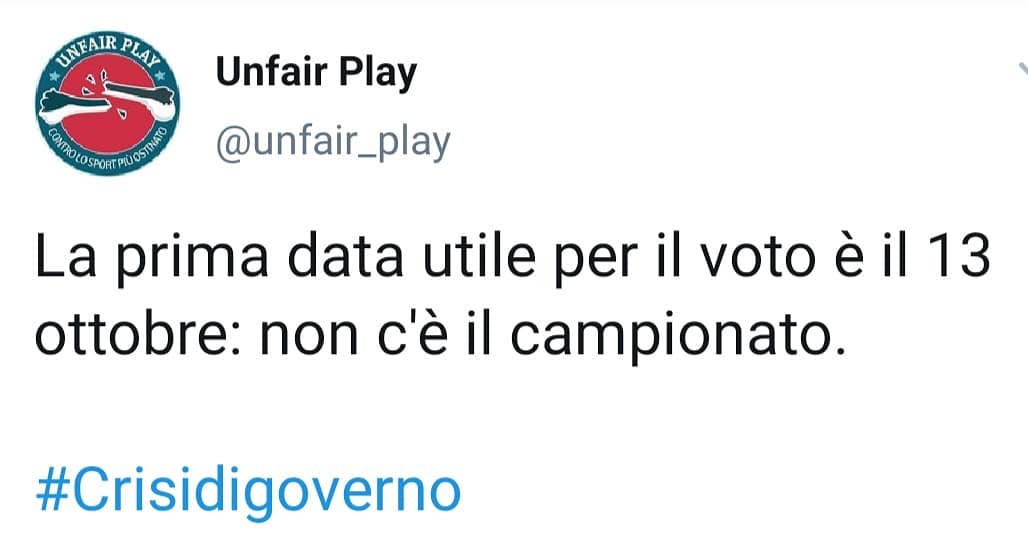 UNFAIR PLAY
CONTRO LO SPORT PIÙ OSTINATO
Unfair Play
@unfair_play
La prima data utile per il voto è il 13
ottobre: non c'è il campionato.
#Crisidigoverno